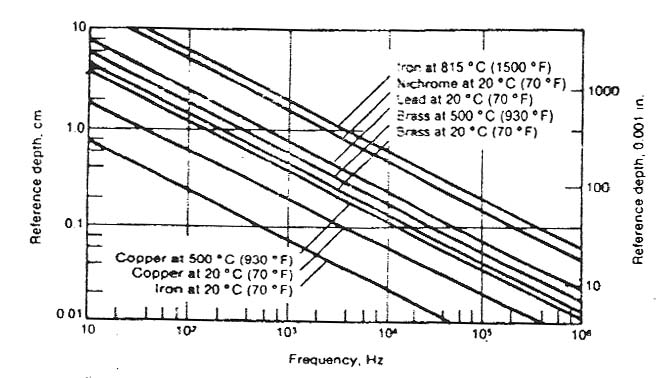 10
1.0
0.1
0.01
Reference depth, cm
Iron at 815 °C (1500 °F)
Nichrome at 20 °C (70 °F)
Lead at 20 °C (70 °F)
Brass at 500 °C (930 °F)
Brass at 20 °C (70 °F)
Copper at 500 °C (930 °F)
Copper at 20 °C (70 °F)
Iron at 20 °C (70 °F)
1000
100
10
Reference depth, 0.001 in.
10 10² 10³ 10⁴ 10⁵ 10⁶
Frequency, Hz